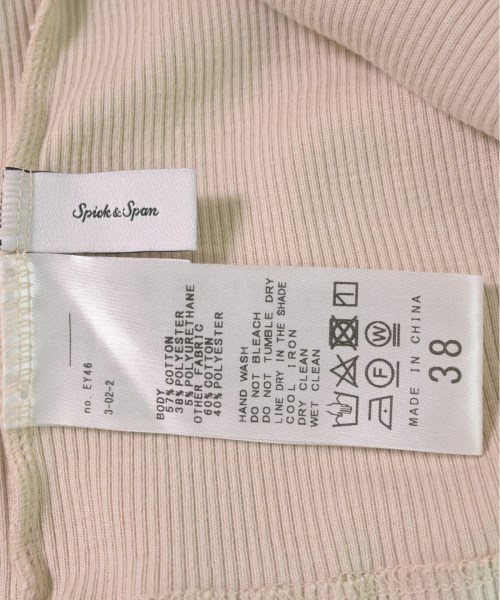 Spick & Span
no. EY46
3-02-2
BODY
57% COTTON
38% POLYESTER
5% POLYURETHANE
OTHER FABRIC
60% COTTON
40% POLYESTER
HAND WASH
DO NOT BLEACH
DO NOT TUMBLE DRY
LINE DRY IN THE SHADE
COOL IRON
DRY CLEAN
WET CLEAN
F W
MADE IN CHINA
38